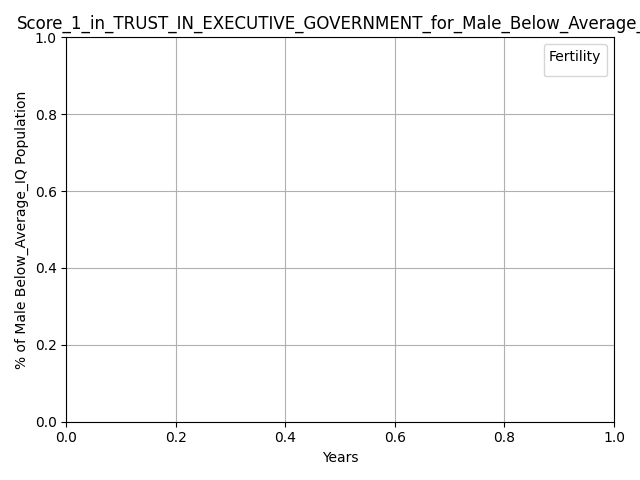 Score_1_in_TRUST_IN_EXECUTIVE_GOVERNMENT_for_Male_Below_Average_
1.0
Fertility
0.8
0.6
0.4
0.2
0.0
% of Male Below_Average_IQ Population
0.0 0.2 0.4 0.6 0.8 1.0
Years